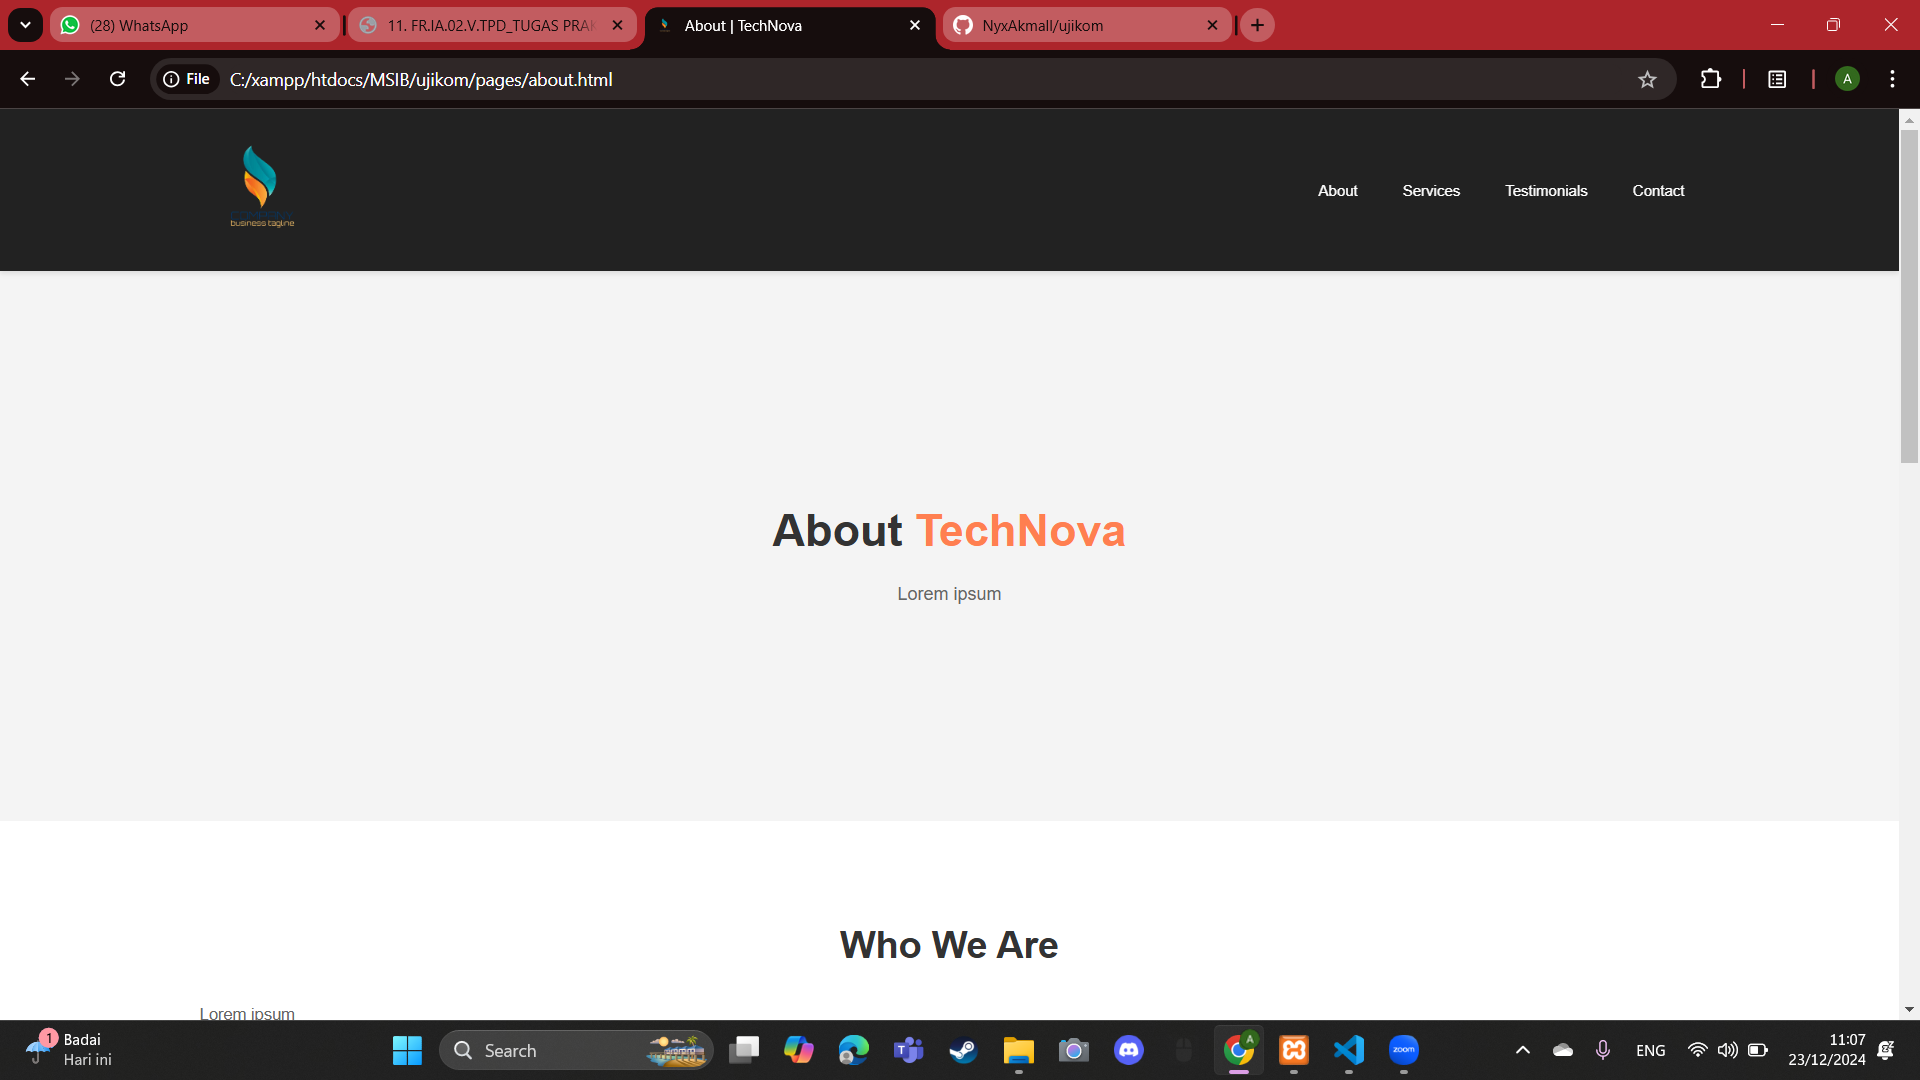 (28) WhatsApp
11. FR.IA.02.V.TPD_TUGAS PRAK
About | TechNova
NyxAkmall/ujikom
File
C:/xampp/htdocs/MSIB/ujikom/pages/about.html
A
business tagline
About
Services
Testimonials
Contact
About TechNova
Lorem ipsum
Who We Are
Lorem ipsum
1
Badai
Hari ini
Search
A
zoom
ENG
11:07
23/12/2024